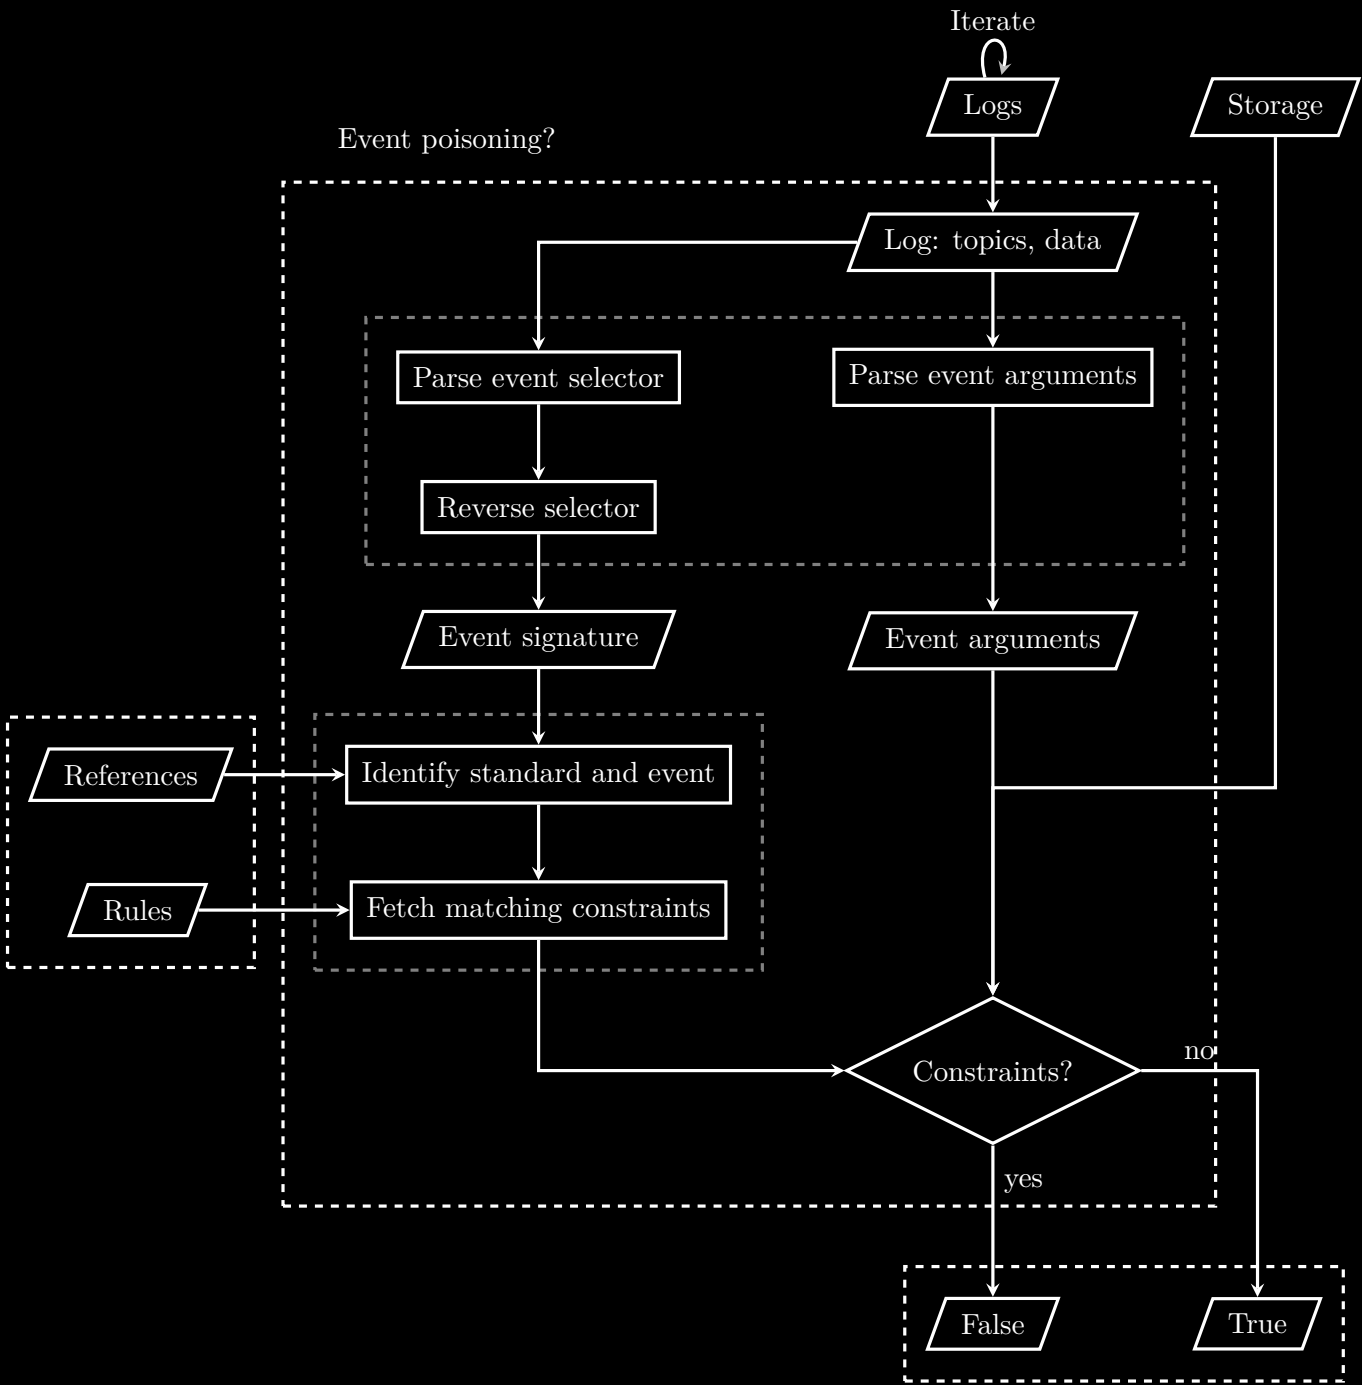 Iterate
Logs
Storage
Event poisoning?
Log: topics, data
Parse event selector
Parse event arguments
Reverse selector
Event signature
Event arguments
References
Identify standard and event
Rules
Fetch matching constraints
Constraints?
no
yes
False
True